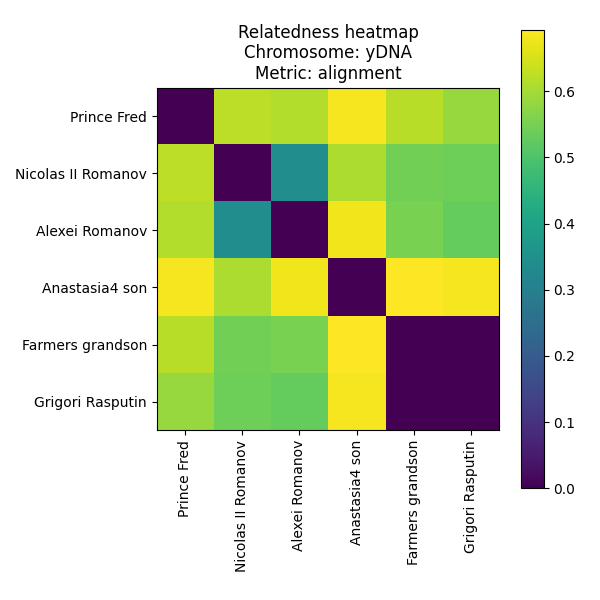 Relatedness heatmap
Chromosome: yDNA
Metric: alignment
Prince Fred
Nicolas II Romanov
Alexei Romanov
Anastasia4 son
Farmers grandson
Grigori Rasputin
Prince Fred
Nicolas II Romanov
Alexei Romanov
Anastasia4 son
Farmers grandson
Grigori Rasputin
0.6
0.5
0.4
0.3
0.2
0.1
0.0